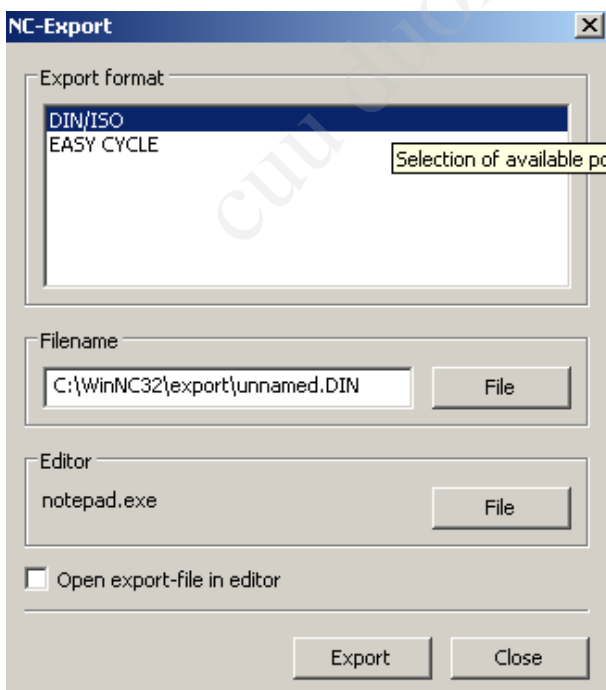 NC-Export
Export format
DIN/ISO
EASY CYCLE
Selection of available
Filename
C:\WinNC32\export\unnamed.DIN
File
Editor
notepad.exe
File
Open export-file in editor
Export
Close
cuu